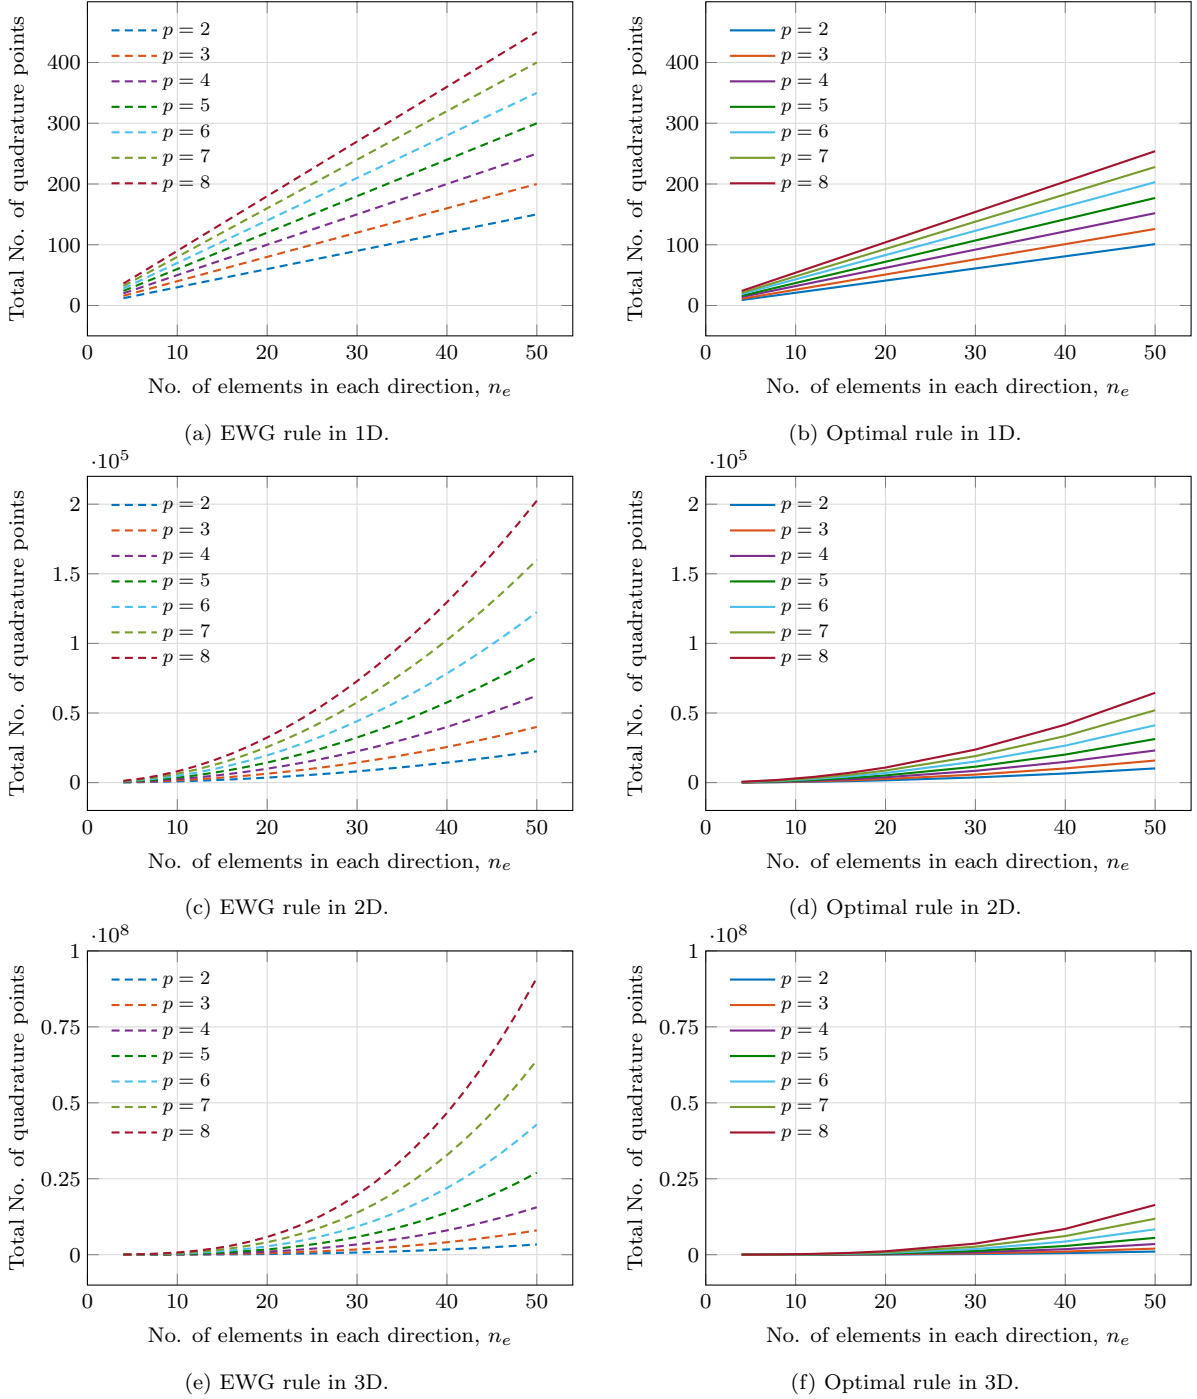 Total No. of quadrature points
400
300
200
100
0
p = 2
p = 3
p = 4
p = 5
p = 6
p = 7
p = 8
0 10 20 30 40 50
No. of elements in each direction, n_e
(a) EWG rule in 1D.
Total No. of quadrature points
400
300
200
100
0
p = 2
p = 3
p = 4
p = 5
p = 6
p = 7
p = 8
0 10 20 30 40 50
No. of elements in each direction, n_e
(b) Optimal rule in 1D.
·10^5
Total No. of quadrature points
2
1.5
1
0.5
0
p = 2
p = 3
p = 4
p = 5
p = 6
p = 7
p = 8
0 10 20 30 40 50
No. of elements in each direction, n_e
(c) EWG rule in 2D.
·10^5
Total No. of quadrature points
2
1.5
1
0.5
0
p = 2
p = 3
p = 4
p = 5
p = 6
p = 7
p = 8
0 10 20 30 40 50
No. of elements in each direction, n_e
(d) Optimal rule in 2D.
·10^8
Total No. of quadrature points
1
0.75
0.5
0.25
0
p = 2
p = 3
p = 4
p = 5
p = 6
p = 7
p = 8
0 10 20 30 40 50
No. of elements in each direction, n_e
(e) EWG rule in 3D.
·10^8
Total No. of quadrature points
1
0.75
0.5
0.25
0
p = 2
p = 3
p = 4
p = 5
p = 6
p = 7
p = 8
0 10 20 30 40 50
No. of elements in each direction, n_e
(f) Optimal rule in 3D.